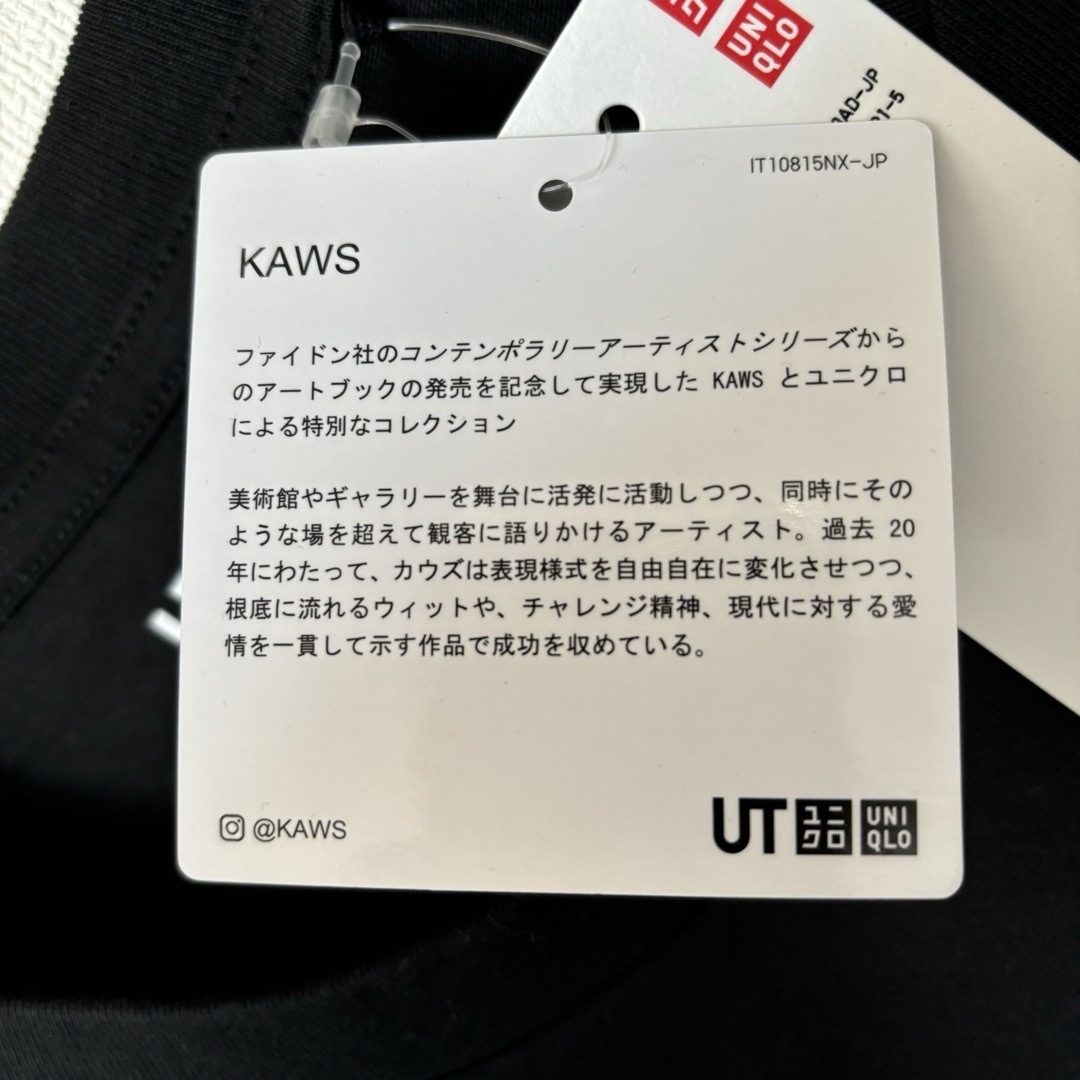 UNI
QLO
IT10815NX-JP
KAWS
ファイドン社のコンテンポラリーアーティストシリーズから
のアートブックの発売を記念して実現した KAWS とユニクロ
による特別なコレクション
美術館やギャラリーを舞台に活発に活動しつつ、同時にその
ような場を超えて観客に語りかけるアーティスト。過去 20
年にわたって、カウズは表現様式を自由自在に変化させつつ、
根底に流れるウィットや、チャレンジ精神、現代に対する愛
情を一貫して示す作品で成功を収めている。
@KAWS
UT
ユニ
クロ
UNI
QLO